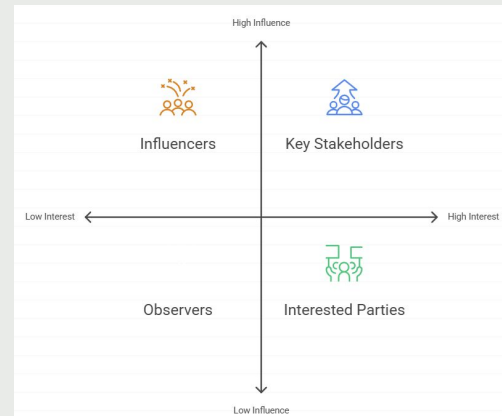 High Influence
Influencers
Key Stakeholders
Low Interest
High Interest
Observers
Interested Parties
Low Influence